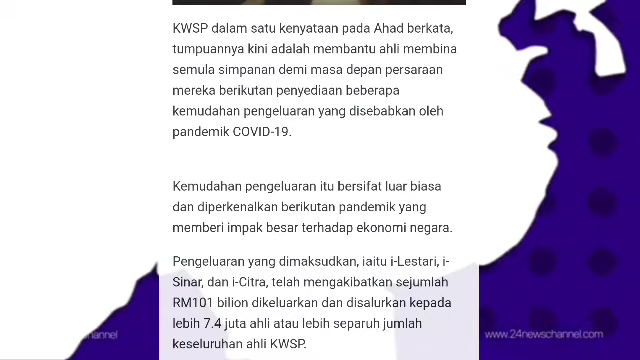 KWSP dalam satu kenyataan pada Ahad berkata,
tumpuannya kini adalah membantu ahli membina
semula simpanan demi masa depan persaraan
mereka berikutan penyediaan beberapa
kemudahan pengeluaran yang disebabkan oleh
pandemik COVID-19.
Kemudahan pengeluaran itu bersifat luar biasa
dan diperkenalkan berikutan pandemik yang
memberi impak besar terhadap ekonomi negara.
Pengeluaran yang dimaksudkan, iaitu i-Lestari, i-
Sinar, dan i-Citra, telah mengakibatkan sejumlah
RM101 bilion dikeluarkan dan disalurkan kepada
lebih 7.4 juta ahli atau lebih separuh jumlah
keseluruhan ahli KWSP.
www.24newschannel.com